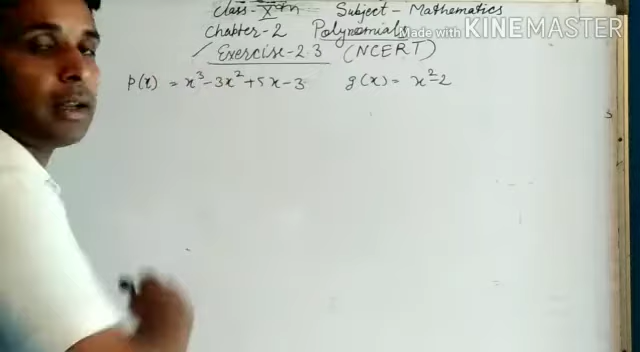 Class - Xth Subject - Mathematics
Chapter - 2 Polynomials
Made with KINEMASTER
Exercise - 2.3 (NCERT)
p(x) = x³ - 3x² + 5x - 3 g(x) = x² - 2